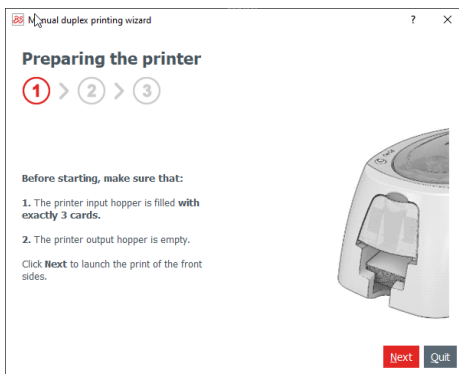 Manual duplex printing wizard ? ×
Preparing the printer
1 > 2 > 3
Before starting, make sure that:
1. The printer input hopper is filled with
exactly 3 cards.
2. The printer output hopper is empty.
Click Next to launch the print of the front
sides.
Next Quit